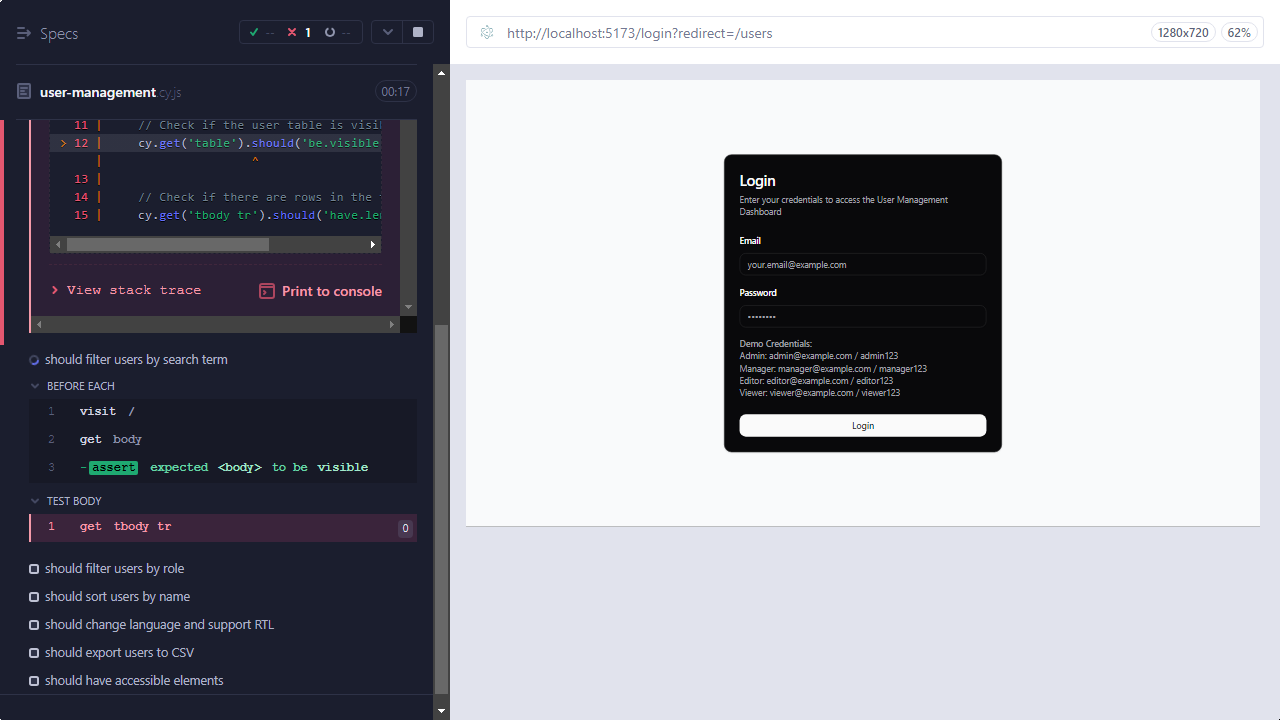 Specs
-- 1 --
user-management.cy.js
00:17
11 | // Check if the user table is visi
> 12 | cy.get('table').should('be.visible
| ^
13 |
14 | // Check if there are rows in the
15 | cy.get('tbody tr').should('have.le
View stack trace
Print to console
should filter users by search term
BEFORE EACH
1 visit /
2 get body
3 -assert expected <body> to be visible
TEST BODY
1 get tbody tr 0
should filter users by role
should sort users by name
should change language and support RTL
should export users to CSV
should have accessible elements
http://localhost:5173/login?redirect=/users
1280x720
62%
Login
Enter your credentials to access the User Management
Dashboard
Email
your.email@example.com
Password
••••••••
Demo Credentials:
Admin: admin@example.com / admin123
Manager: manager@example.com / manager123
Editor: editor@example.com / editor123
Viewer: viewer@example.com / viewer123
Login